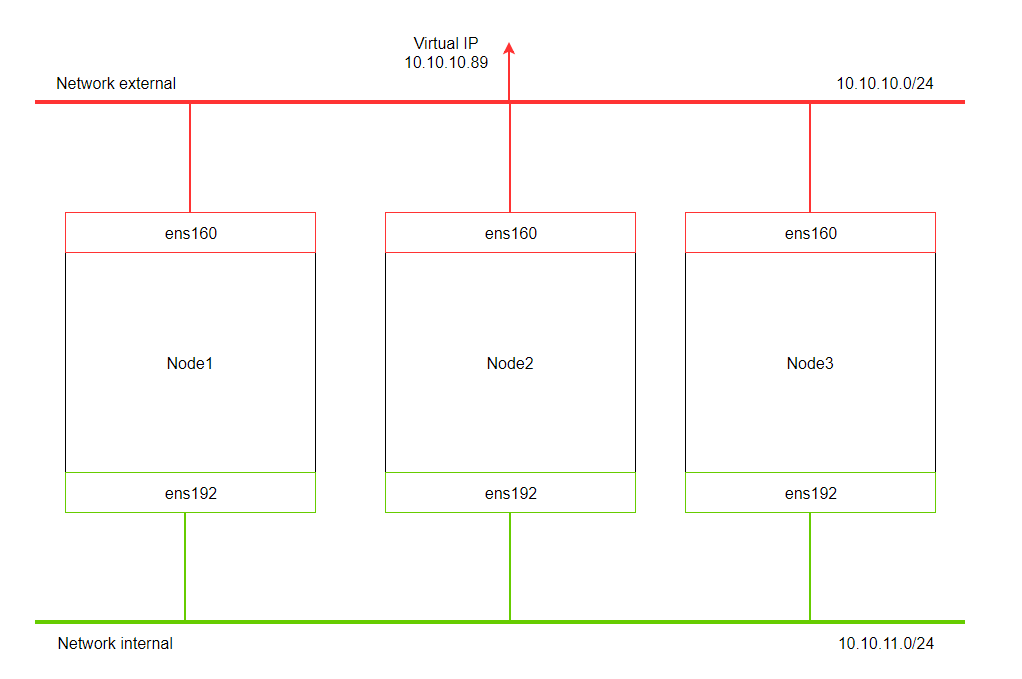 Virtual IP
10.10.10.89
Network external
10.10.10.0/24
ens160
ens160
ens160
Node1
Node2
Node3
ens192
ens192
ens192
Network internal
10.10.11.0/24